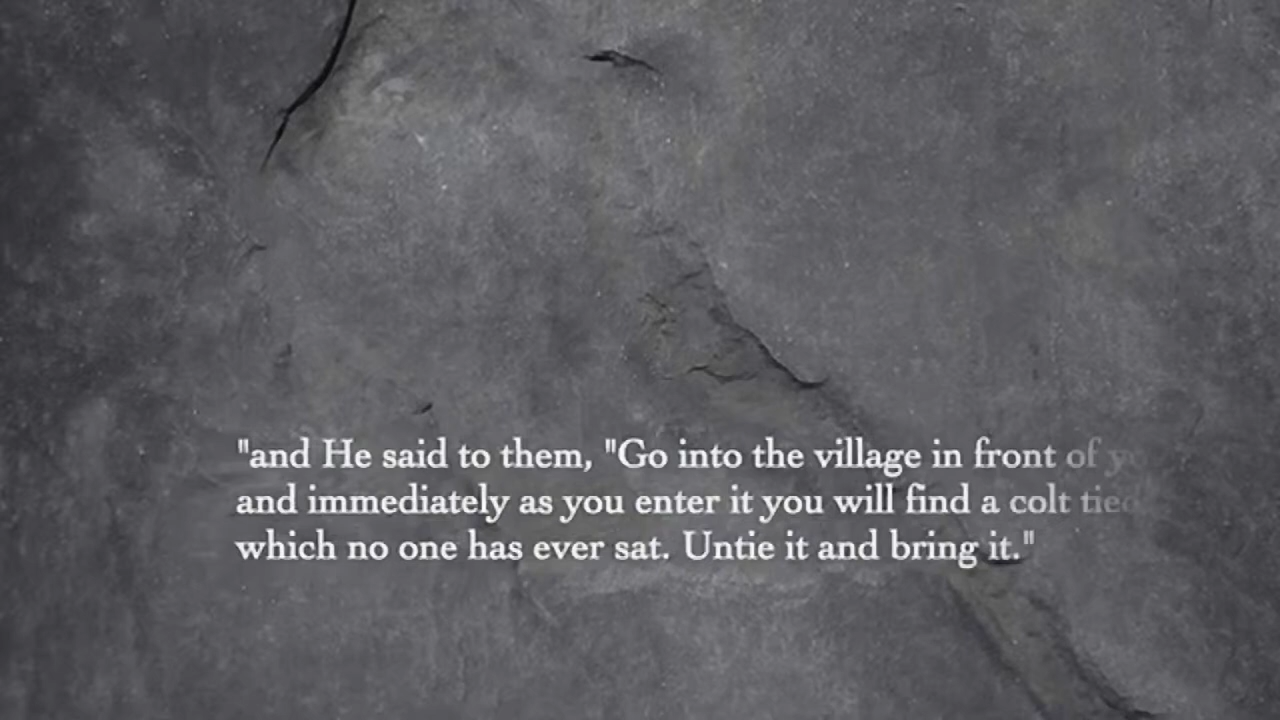 "and He said to them, "Go into the village in front of
and immediately as you enter it you will find a colt tied
which no one has ever sat. Untie it and bring it."